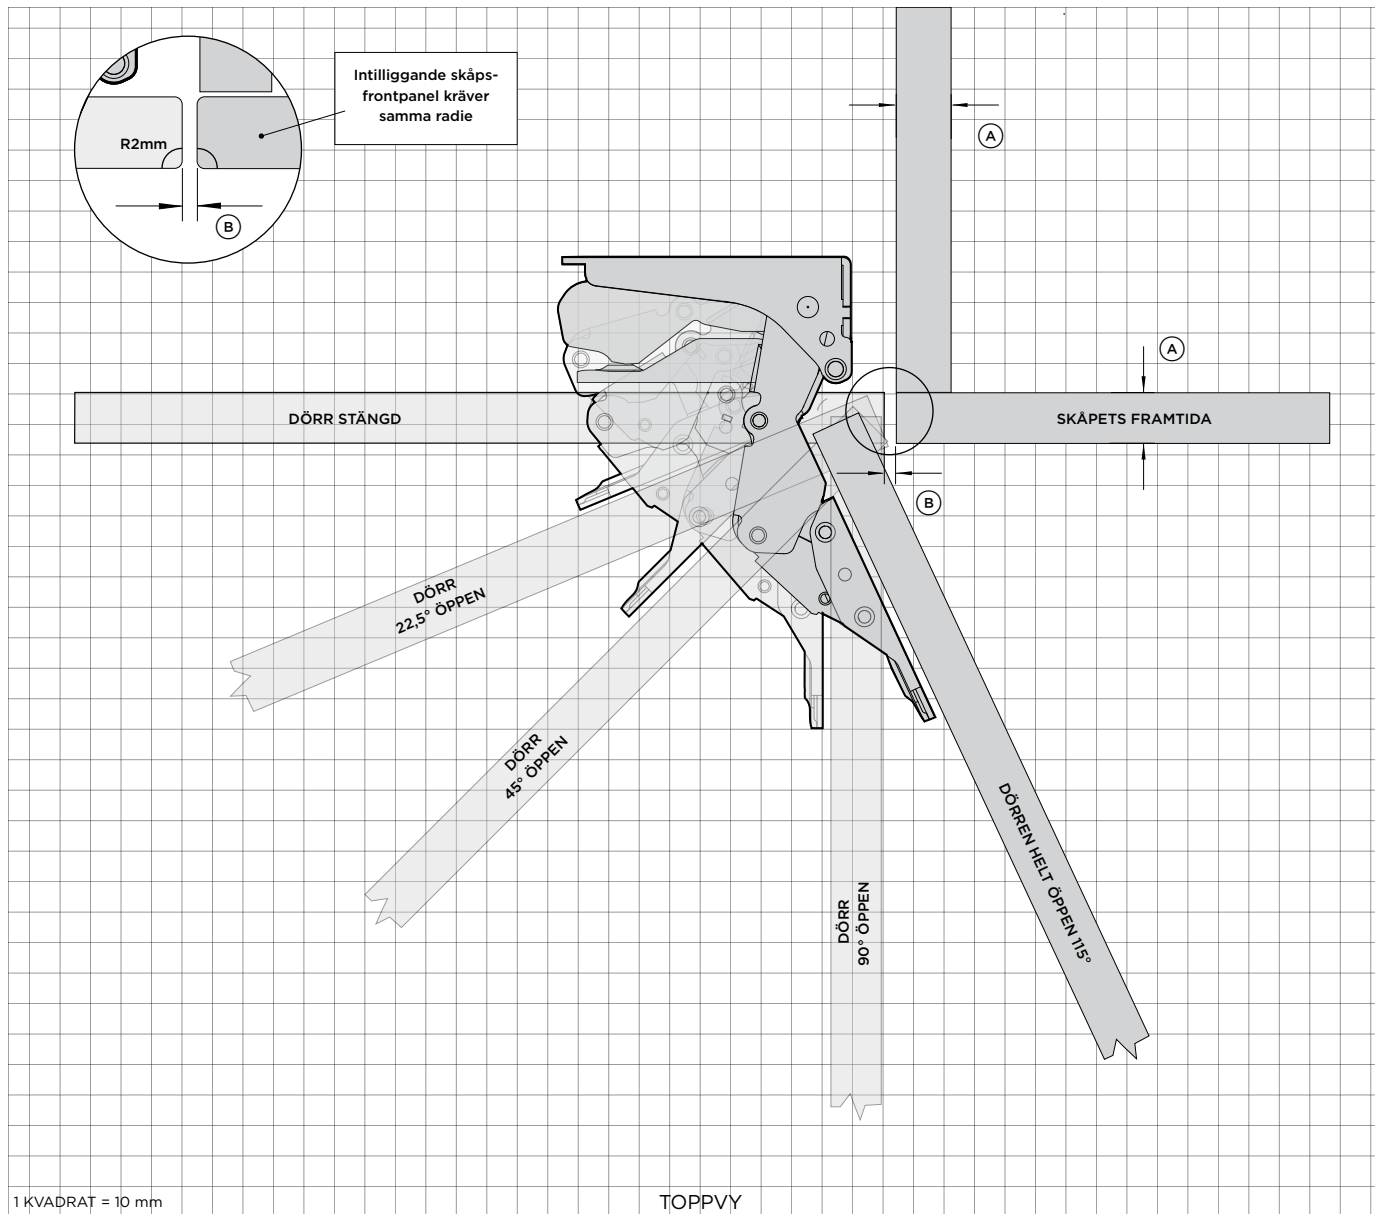 Intilliggande skåps-
frontpanel kräver
samma radie
R2mm
B
A
A
DÖRR STÄNGD
SKÅPETS FRAMTIDA
B
DÖRR
22,5° ÖPPEN
DÖRR
45° ÖPPEN
DÖRR
90° ÖPPEN
DÖRREN HELT ÖPPEN 115°
1 KVADRAT = 10 mm
TOPPVY